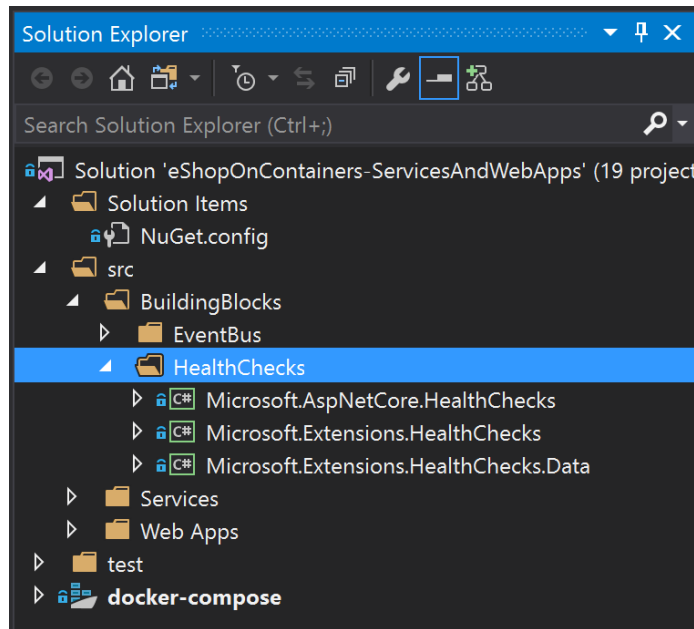 Solution Explorer
Search Solution Explorer (Ctrl+;)
Solution 'eShopOnContainers-ServicesAndWebApps' (19 project
Solution Items
NuGet.config
src
BuildingBlocks
EventBus
HealthChecks
C# Microsoft.AspNetCore.HealthChecks
C# Microsoft.Extensions.HealthChecks
C# Microsoft.Extensions.HealthChecks.Data
Services
Web Apps
test
docker-compose